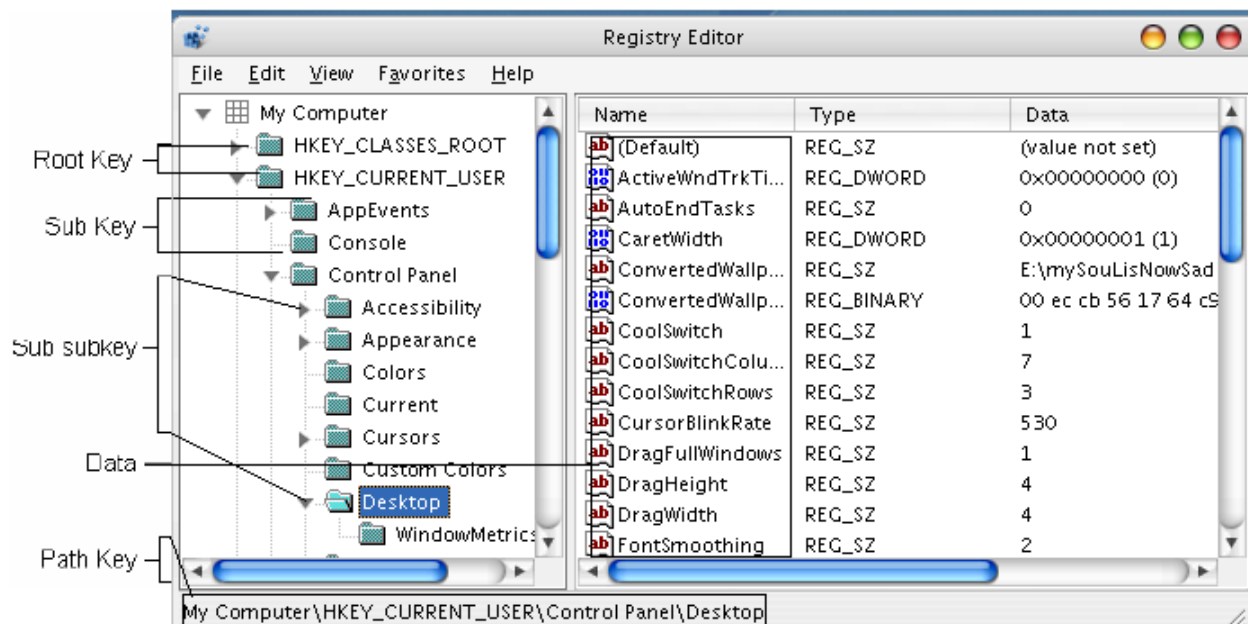 Registry Editor
File Edit View Favorites Help
My Computer
HKEY_CLASSES_ROOT
HKEY_CURRENT_USER
AppEvents
Console
Control Panel
Accessibility
Appearance
Colors
Current
Cursors
Custom Colors
Desktop
WindowMetrics
Root Key
Sub Key
Sub subkey
Data
Path Key
Name Type Data
(Default) REG_SZ (value not set)
ActiveWndTrkTi... REG_DWORD 0x00000000 (0)
AutoEndTasks REG_SZ 0
CaretWidth REG_DWORD 0x00000001 (1)
ConvertedWallp... REG_SZ E:\mySouLisNowSad
ConvertedWallp... REG_BINARY 00 ec cb 56 17 64 c9
CoolSwitch REG_SZ 1
CoolSwitchColu... REG_SZ 7
CoolSwitchRows REG_SZ 3
CursorBlinkRate REG_SZ 530
DragFullWindows REG_SZ 1
DragHeight REG_SZ 4
DragWidth REG_SZ 4
FontSmoothing REG_SZ 2
My Computer\HKEY_CURRENT_USER\Control Panel\Desktop